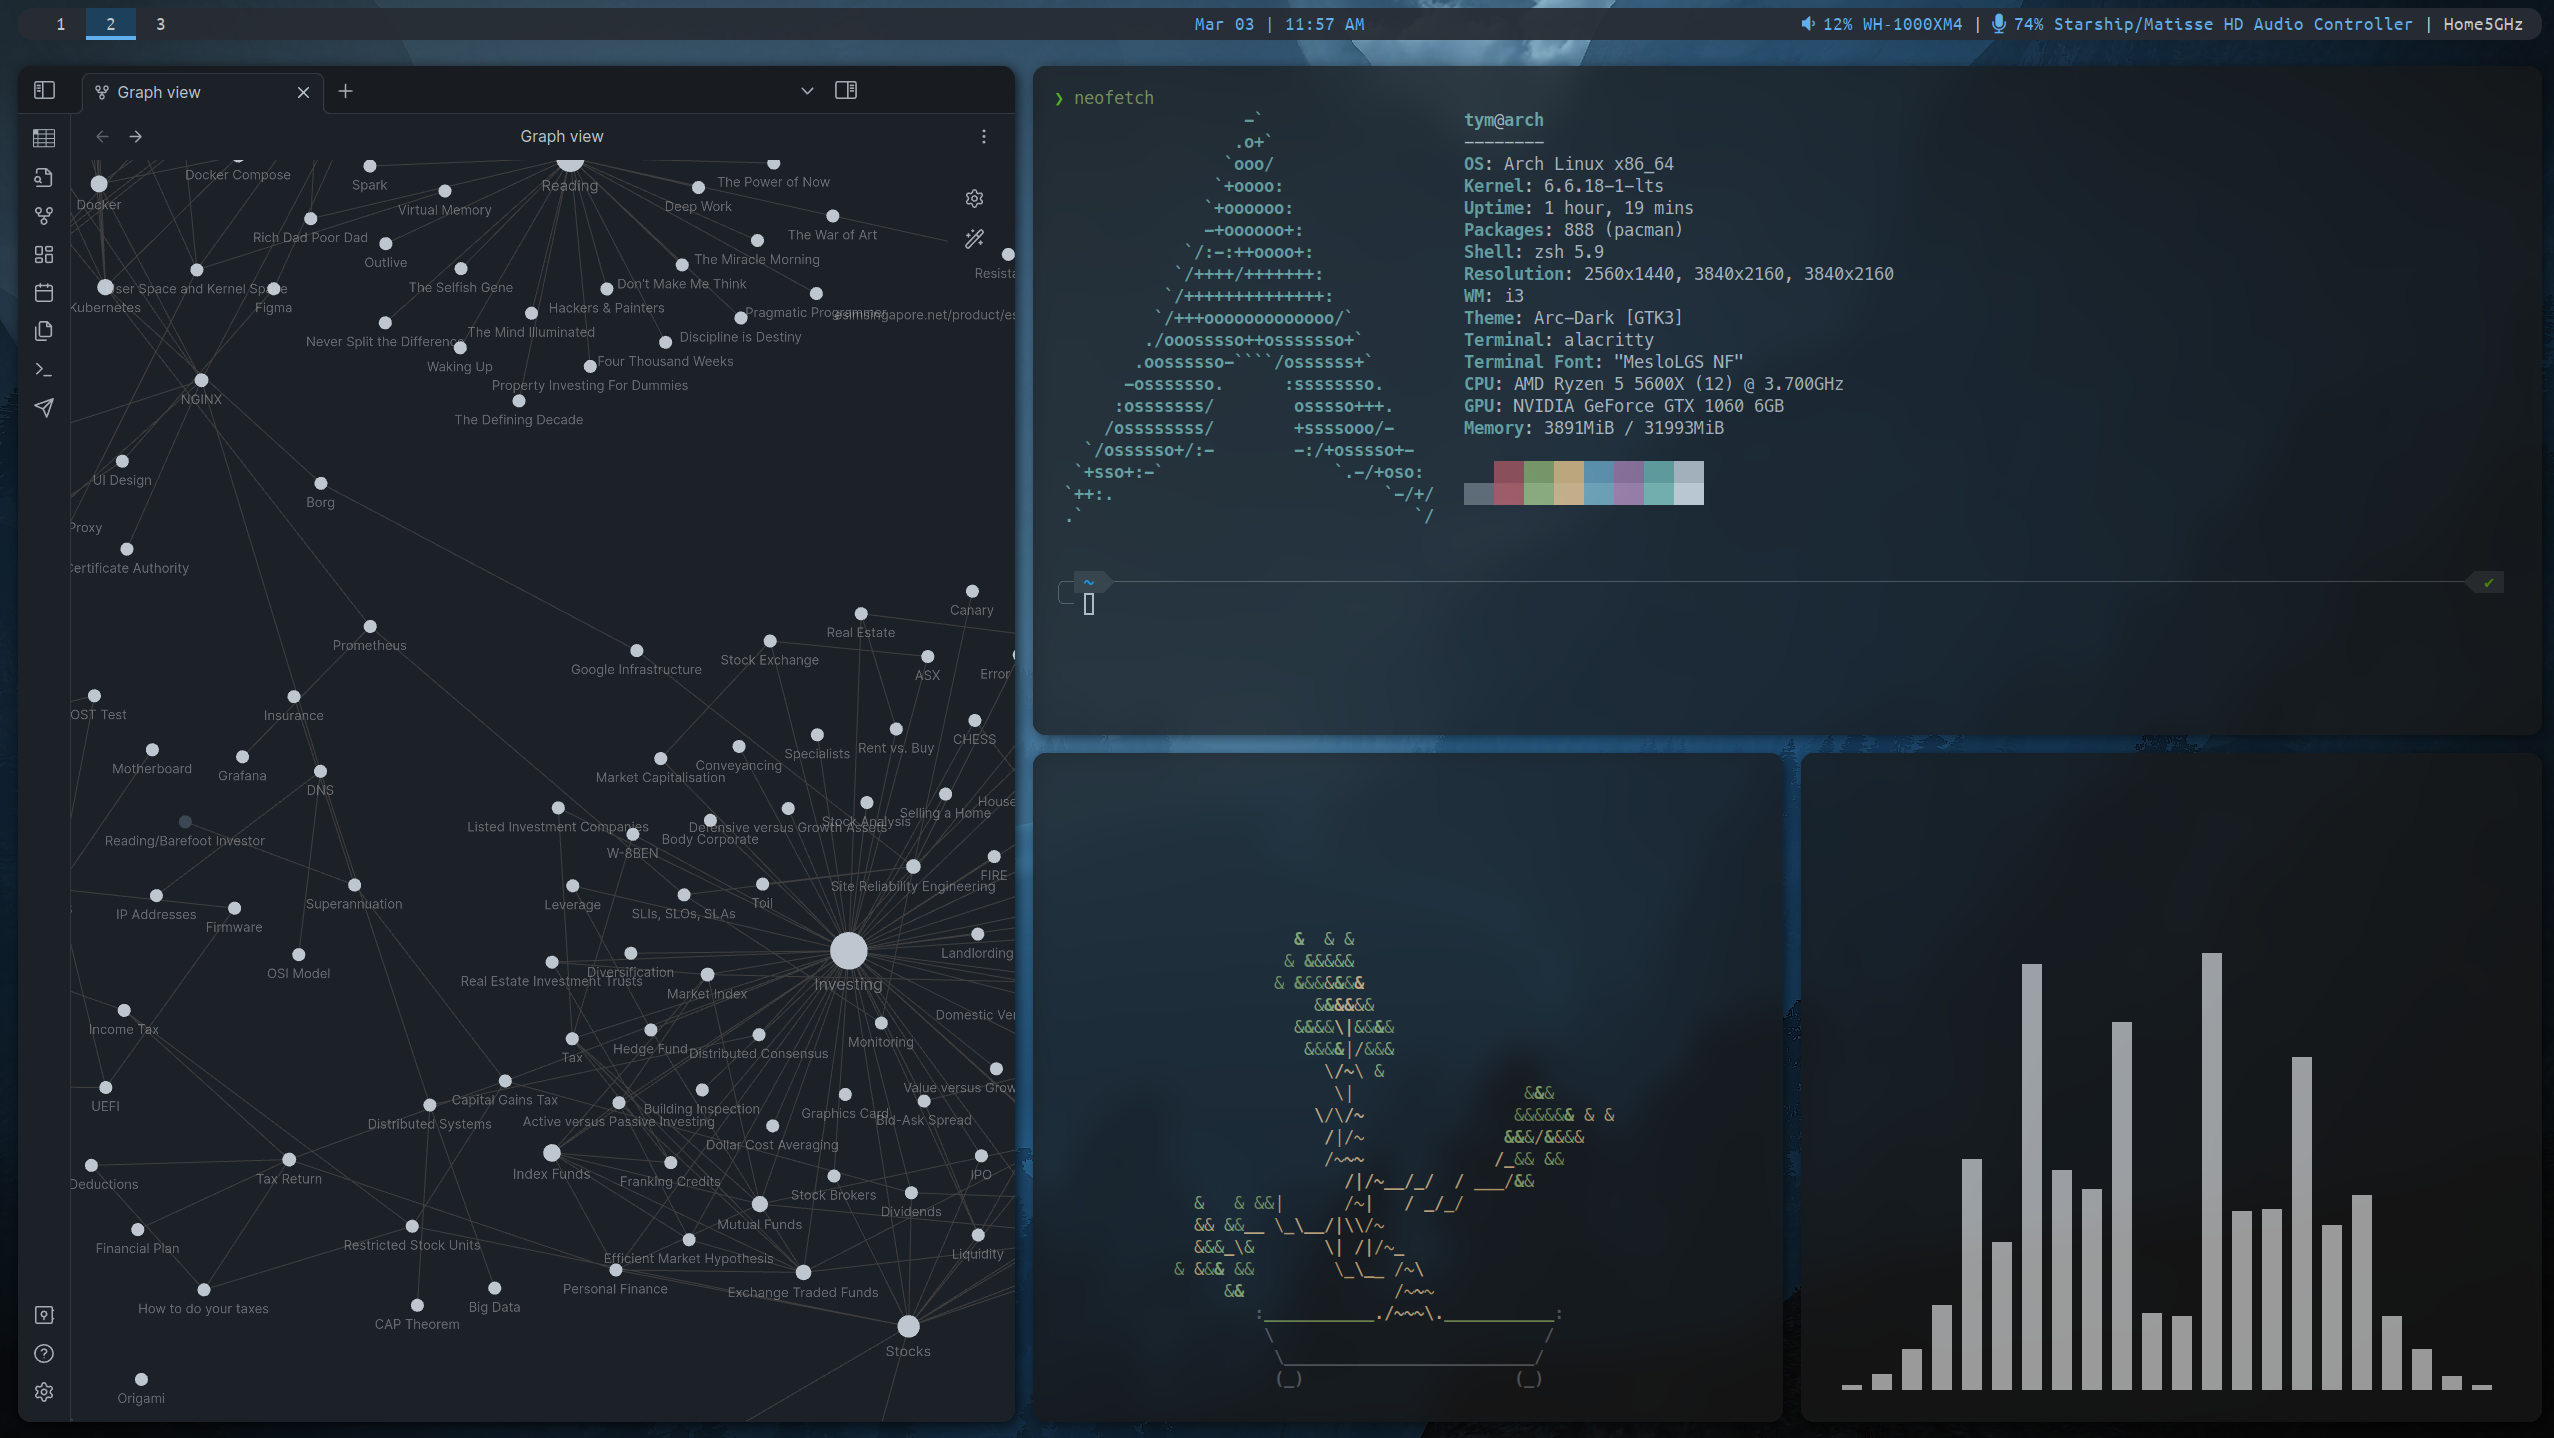 1 2 3
Mar 03 | 11:57 AM
12% WH-1000XM4 | 74% Starship/Matisse HD Audio Controller | Home5GHz
Graph view
Graph view
Docker Compose
Spark
Reading
The Power of Now
Docker
Virtual Memory
Deep Work
Rich Dad Poor Dad
The War of Art
Outlive
The Miracle Morning
The Selfish Gene
Don't Make Me Think
Resista
ser Space and Kernel Space
Kubernetes
Figma
Hackers & Painters
Pragmatic Programmer
esimsingapore.net/product/es
The Mind Illuminated
Discipline is Destiny
Never Split the Difference
Waking Up
Four Thousand Weeks
Property Investing For Dummies
NGINX
The Defining Decade
UI Design
Borg
Proxy
Certificate Authority
Canary
Real Estate
Prometheus
Stock Exchange
Google Infrastructure
ASX
Error
OST Test
Insurance
CHESS
Rent vs. Buy
Specialists
Conveyancing
Motherboard
Grafana
Market Capitalisation
DNS
House
Selling a Home
Stock Analysis
Listed Investment Companies
Defensive versus Growth Assets
Reading/Barefoot Investor
Body Corporate
W-8BEN
FIRE
Site Reliability Engineering
Superannuation
Leverage
Toil
SLIs, SLOs, SLAs
IP Addresses
Firmware
Landlording
OSI Model
Diversification
Real Estate Investment Trusts
Investing
Market Index
Domestic Ver
Income Tax
Monitoring
Hedge Fund
Distributed Consensus
Tax
Value versus Grow
Capital Gains Tax
UEFI
Building Inspection
Graphics Card
Bid-Ask Spread
Distributed Systems
Active versus Passive Investing
Dollar Cost Averaging
Index Funds
IPO
Tax Return
Franking Credits
Deductions
Stock Brokers
Dividends
Mutual Funds
Restricted Stock Units
Financial Plan
Liquidity
Efficient Market Hypothesis
Personal Finance
Exchange Traded Funds
How to do your taxes
Big Data
CAP Theorem
Stocks
Origami
❯ neofetch
tym@arch
--------
OS: Arch Linux x86_64
Kernel: 6.6.18-1-lts
Uptime: 1 hour, 19 mins
Packages: 888 (pacman)
Shell: zsh 5.9
Resolution: 2560x1440, 3840x2160, 3840x2160
WM: i3
Theme: Arc-Dark [GTK3]
Terminal: alacritty
Terminal Font: "MesloLGS NF"
CPU: AMD Ryzen 5 5600X (12) @ 3.700GHz
GPU: NVIDIA GeForce GTX 1060 6GB
Memory: 3891MiB / 31993MiB
~